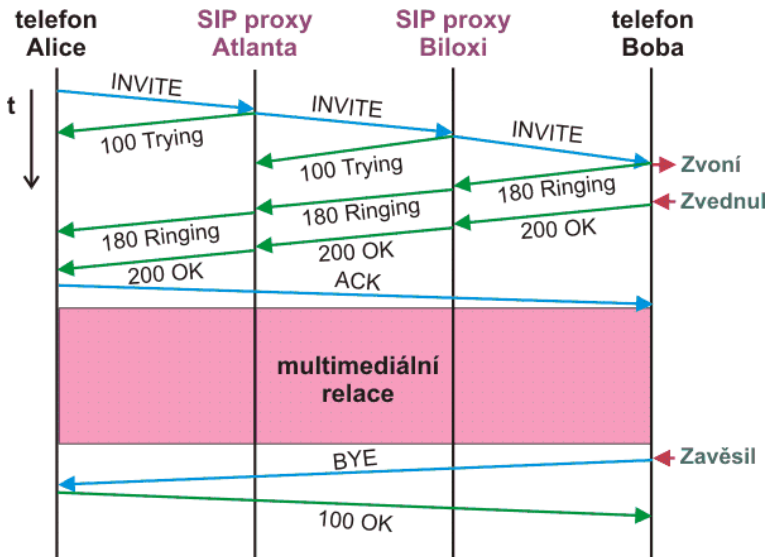 telefon
Alice
SIP proxy
Atlanta
SIP proxy
Biloxi
telefon
Boba
t
INVITE
INVITE
INVITE
100 Trying
100 Trying
Zvoní
180 Ringing
180 Ringing
180 Ringing
Zvednul
200 OK
200 OK
200 OK
ACK
multimediální
relace
BYE
Zavěsil
100 OK